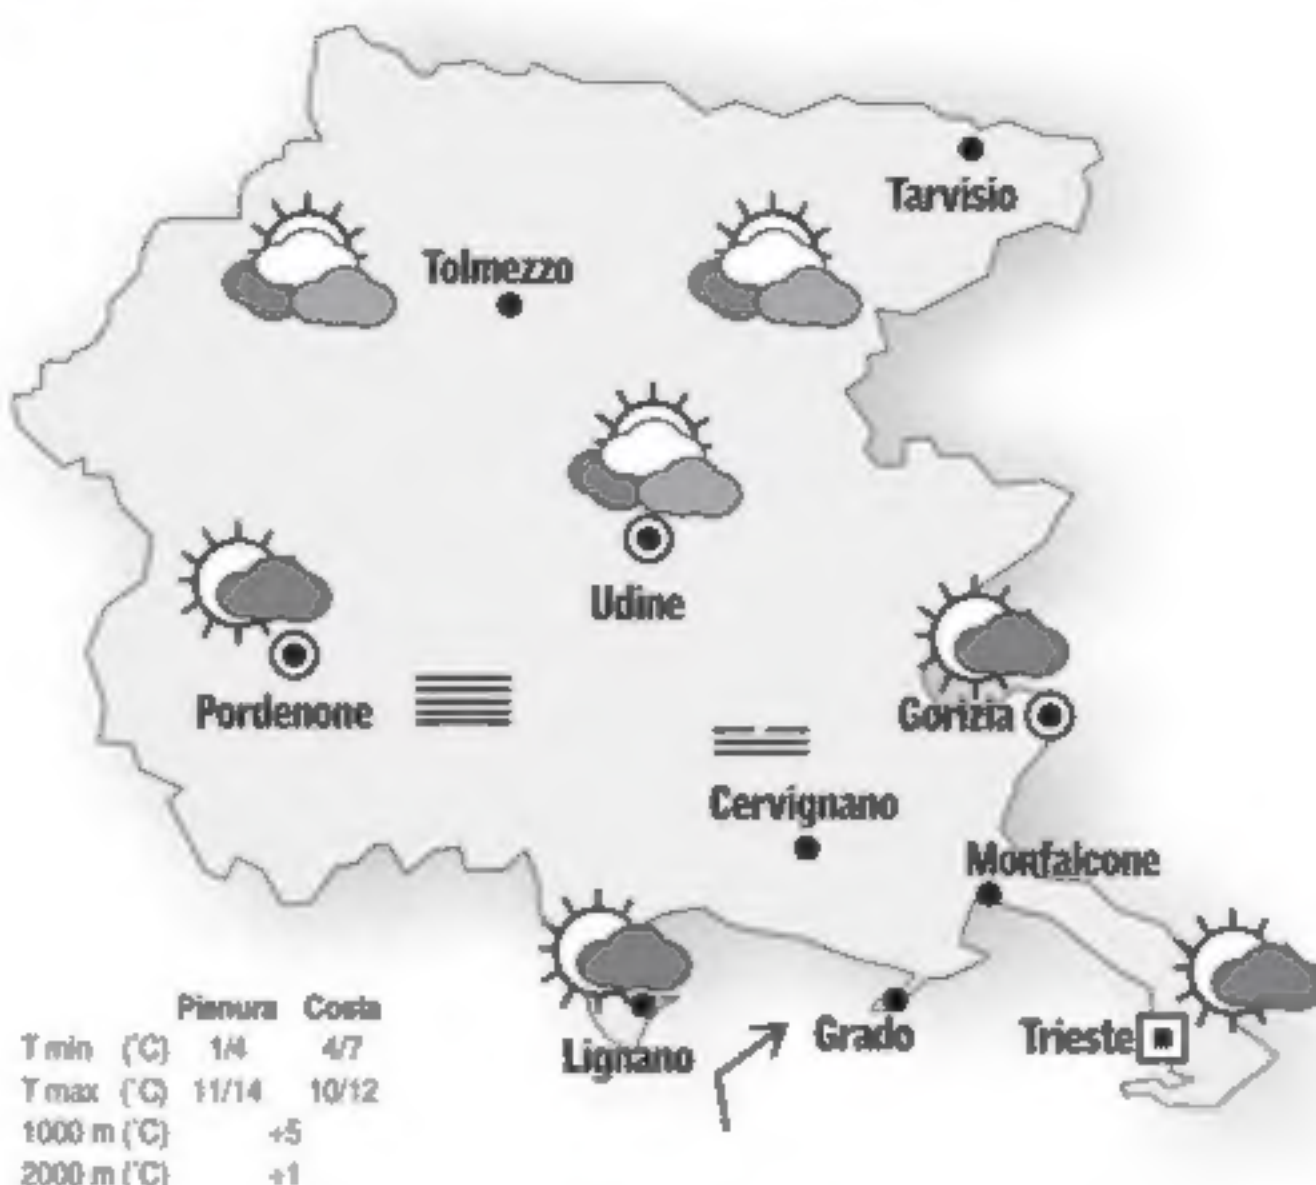 Tarvisio
Tolmezzo
Udine
Pordenone
Gorizia
Cervignano
Monfalcone
Lignano
Grado
Trieste
Pianura Costa
T min (°C) 1/4 4/7
T max (°C) 11/14 10/12
1000 m (°C) +5
2000 m (°C) +1